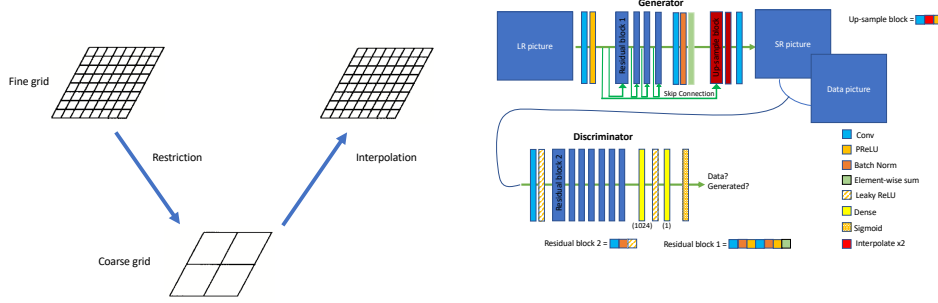 Fine grid
Restriction
Interpolation
Coarse grid
Generator
LR picture
Residual block 1
Up-sample block
Skip Connection
SR picture
Data picture
Up-sample block =
Discriminator
Residual block 2
Data?
Generated?
(1024)
(1)
Residual block 2 =
Residual block 1 =
Conv
PReLU
Batch Norm
Element-wise sum
Leaky ReLU
Dense
Sigmoid
Interpolate x2